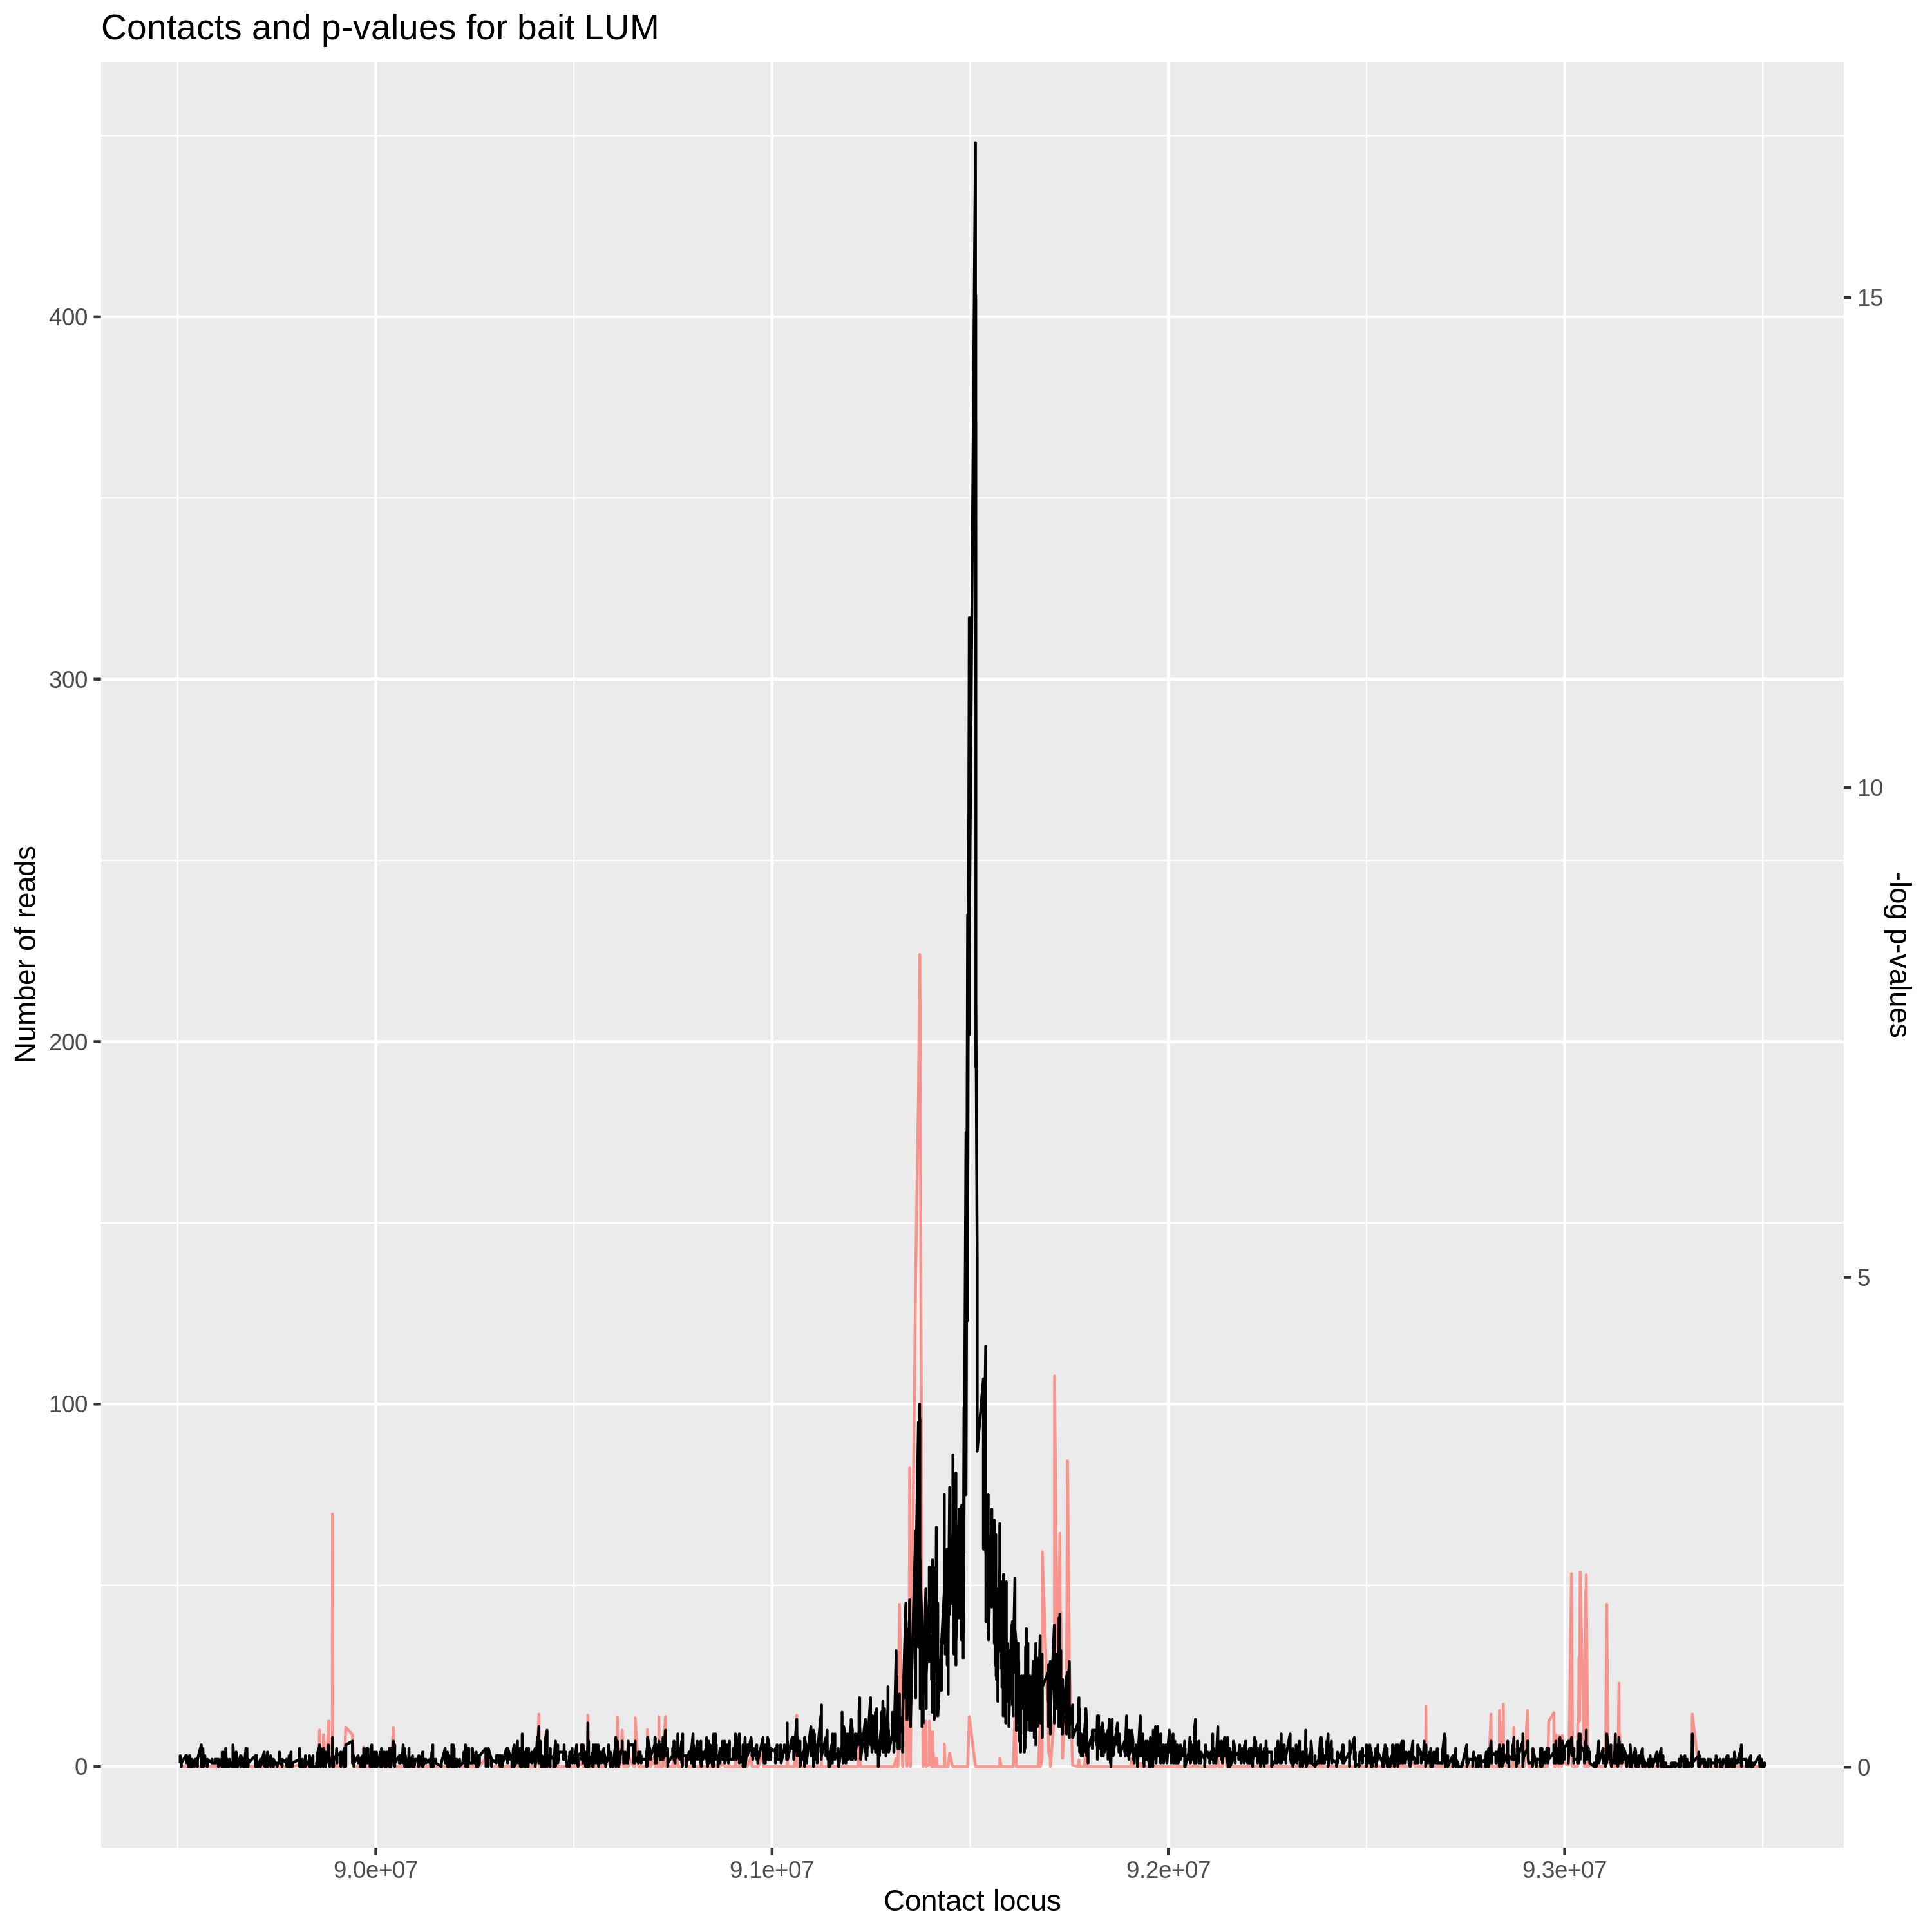 Contacts and p-values for bait LUM
400
300
200
100
0
15
10
5
0
Number of reads
-log p-values
9.0e+07
9.1e+07
9.2e+07
9.3e+07
Contact locus